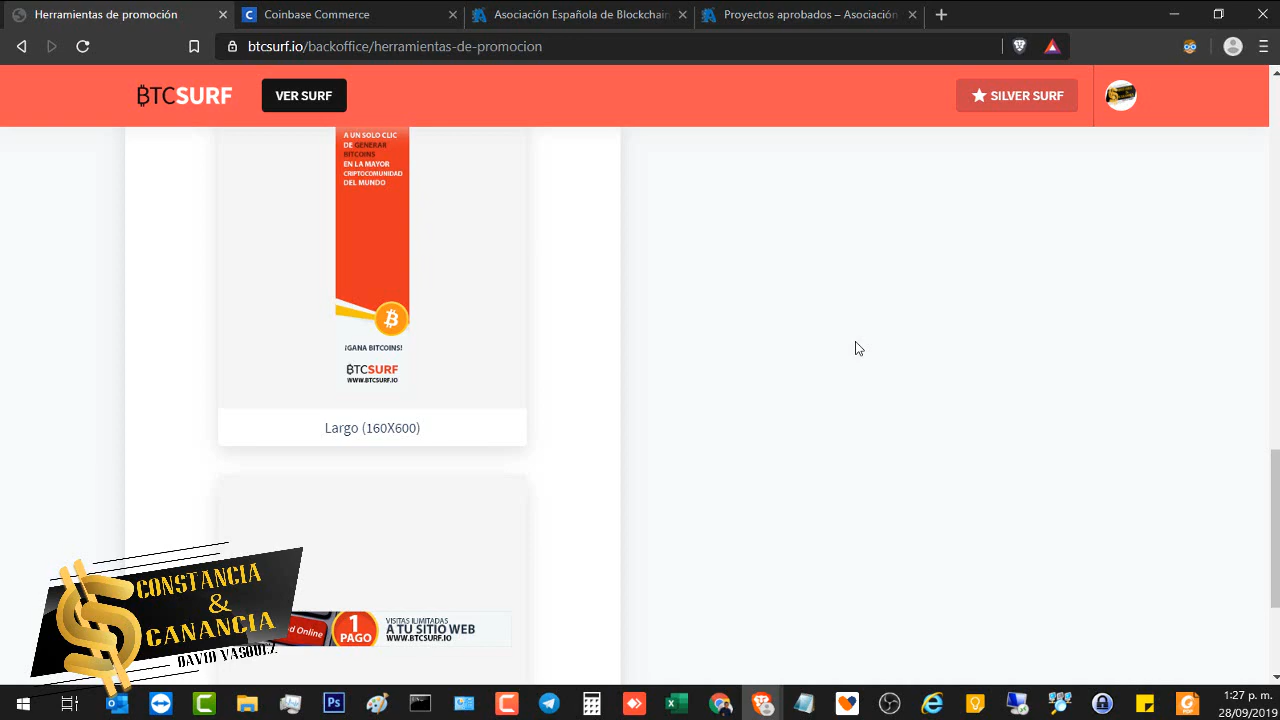 Herramientas de promoción
Coinbase Commerce
Asociación Española de Blockchain
Proyectos aprobados – Asociación
btcsurf.io/backoffice/herramientas-de-promocion
BTCSURF
VER SURF
SILVER SURF
A UN SOLO CLIC
DE GENERAR
BITCOINS
EN LA MAYOR
CRIPTOCOMUNIDAD
DEL MUNDO
¡GANA BITCOINS!
BTCSURF
WWW.BTCSURF.IO
Largo (160X600)
Online
1
PAGO
VISITAS ILIMITADAS
A TU SITIO WEB
WWW.BTCSURF.IO
CONSTANCIA
&
GANANCIA
DAVID VASQUEZ
Ps
1:27 p. m.
28/09/2019